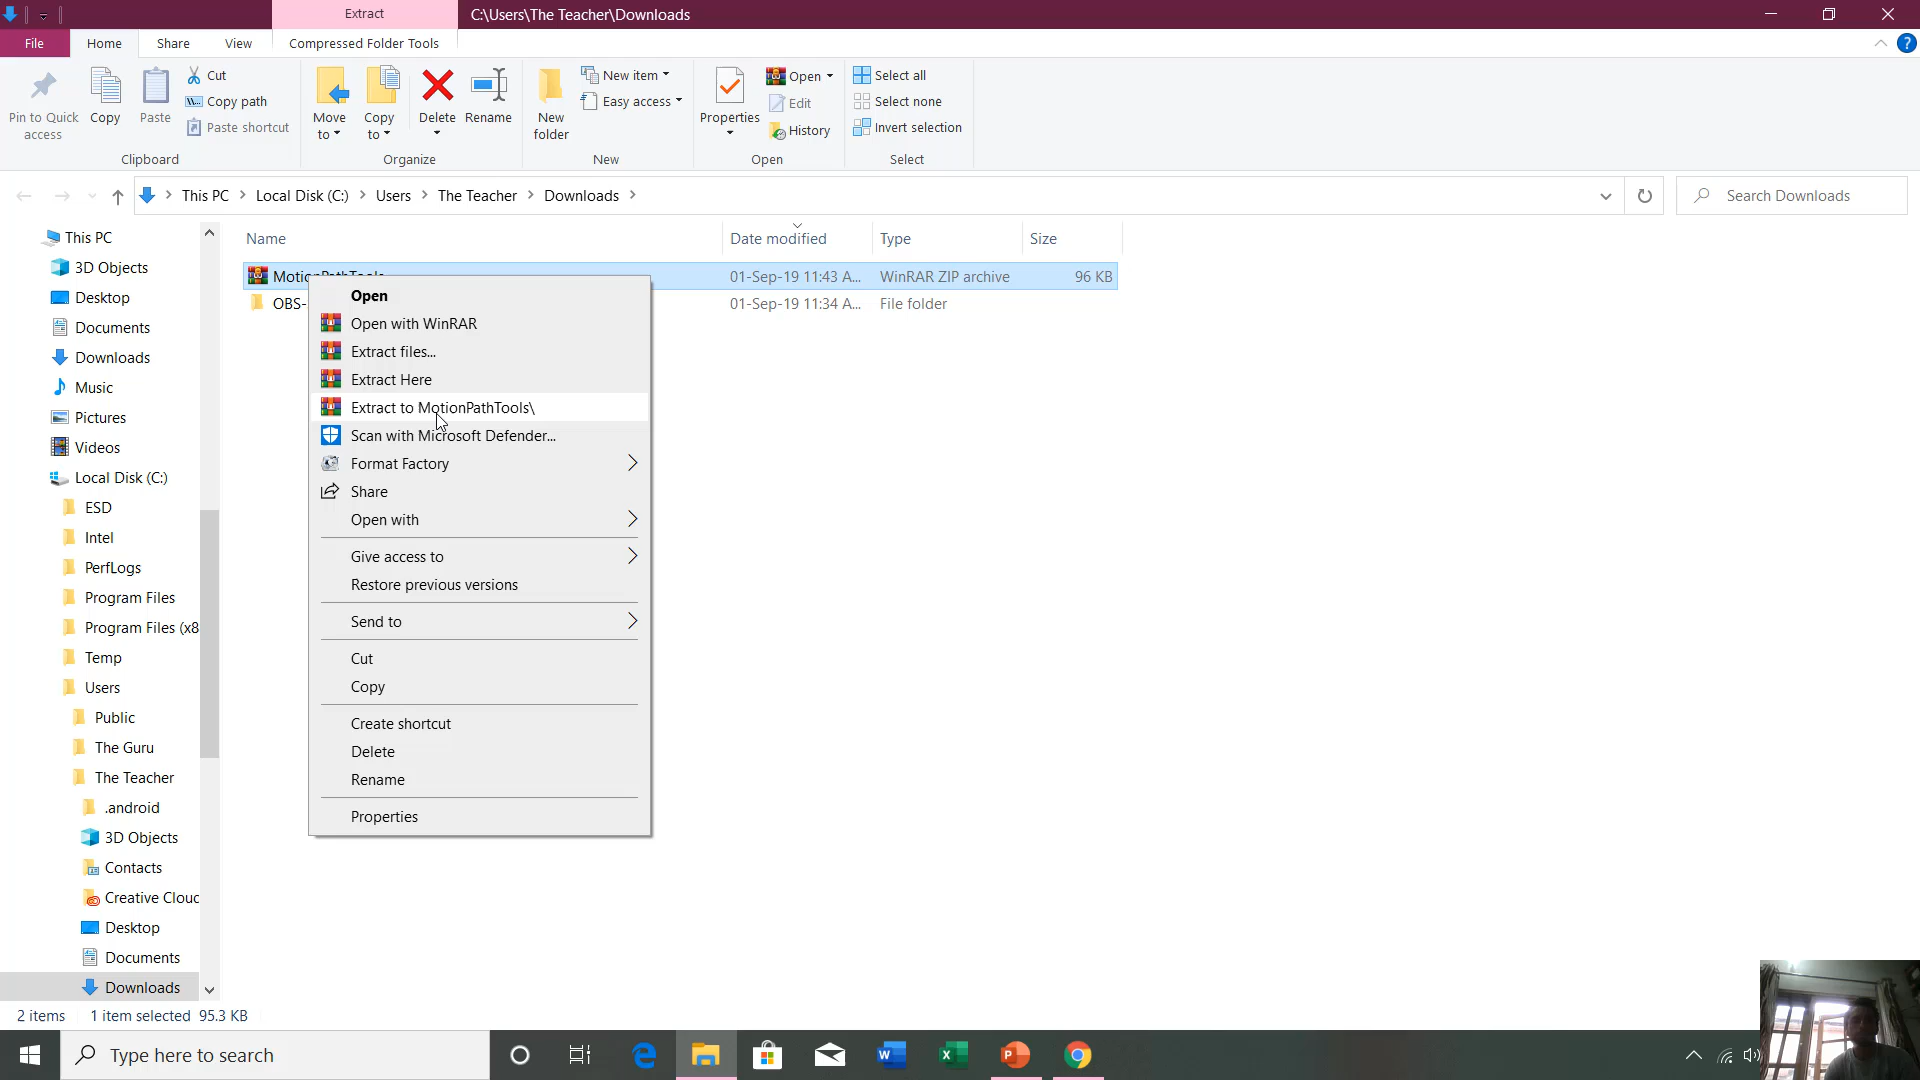 Extract
C:\Users\The Teacher\Downloads
File
Home
Share
View
Compressed Folder Tools
Pin to Quick access
Copy
Paste
Cut
Copy path
Paste shortcut
Clipboard
Move to
Copy to
Delete
Rename
Organize
New folder
New item
Easy access
New
Properties
Open
Edit
History
Open
Select all
Select none
Invert selection
Select
This PC
Local Disk (C:)
Users
The Teacher
Downloads
Search Downloads
Name
Date modified
Type
Size
MotionPathTools
01-Sep-19 11:43 A...
WinRAR ZIP archive
96 KB
OBS-
01-Sep-19 11:34 A...
File folder
This PC
3D Objects
Desktop
Documents
Downloads
Music
Pictures
Videos
Local Disk (C:)
ESD
Intel
PerfLogs
Program Files
Program Files (x8
Temp
Users
Public
The Guru
The Teacher
.android
3D Objects
Contacts
Creative Clouc
Desktop
Documents
Downloads
Open
Open with WinRAR
Extract files...
Extract Here
Extract to MotionPathTools\
Scan with Microsoft Defender...
Format Factory
Share
Open with
Give access to
Restore previous versions
Send to
Cut
Copy
Create shortcut
Delete
Rename
Properties
2 items
1 item selected 95.3 KB
Type here to search